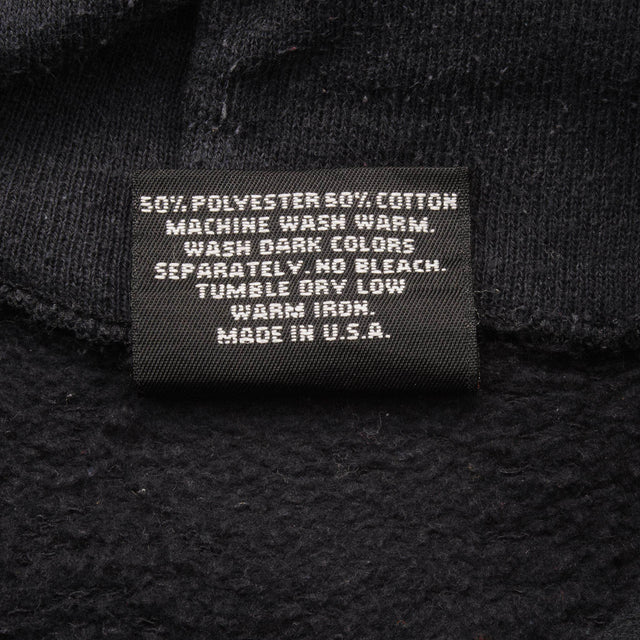 50% POLYESTER 50% COTTON
MACHINE WASH WARM.
WASH DARK COLORS
SEPARATELY. NO BLEACH.
TUMBLE DRY LOW
WARM IRON.
MADE IN U.S.A.